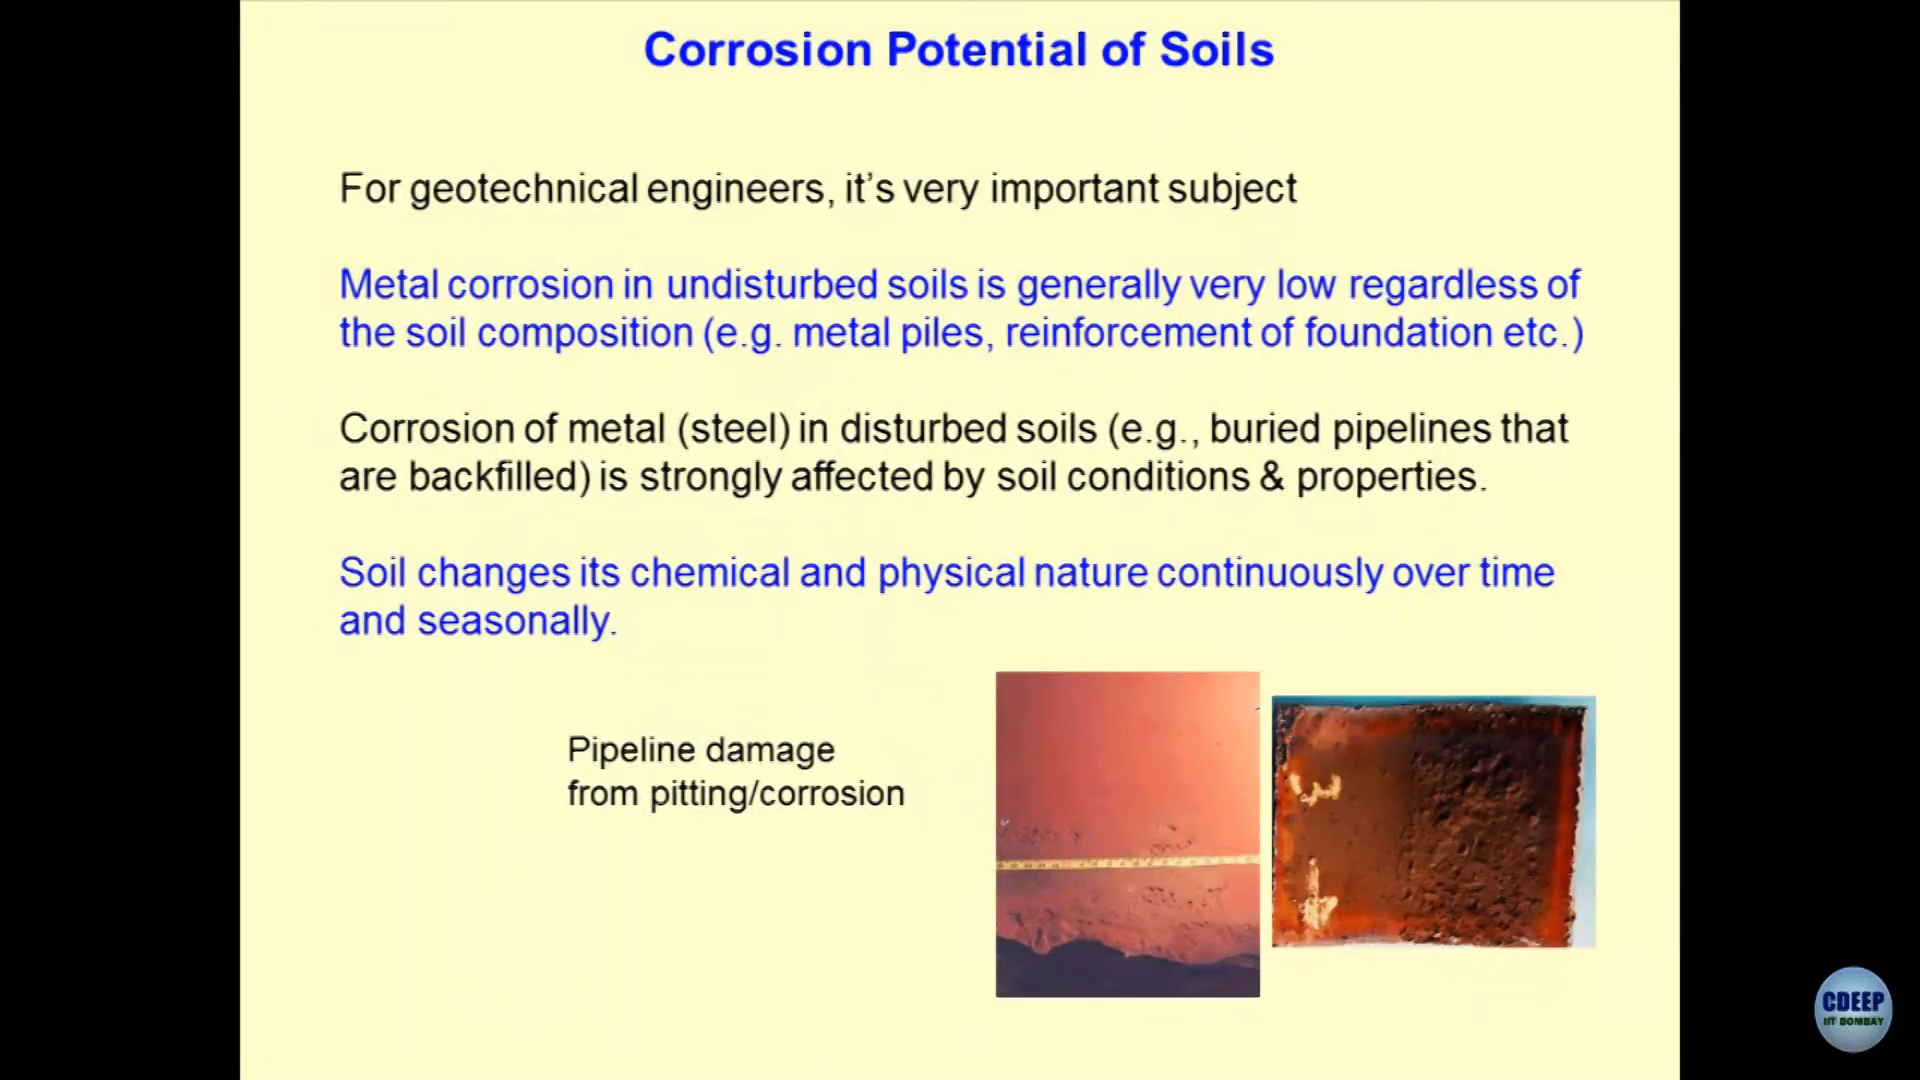 Corrosion Potential of Soils
For geotechnical engineers, it's very important subject
Metal corrosion in undisturbed soils is generally very low regardless of
the soil composition (e.g. metal piles, reinforcement of foundation etc.)
Corrosion of metal (steel) in disturbed soils (e.g., buried pipelines that
are backfilled) is strongly affected by soil conditions & properties.
Soil changes its chemical and physical nature continuously over time
and seasonally.
Pipeline damage
from pitting/corrosion
CDEEP
IIT BOMBAY